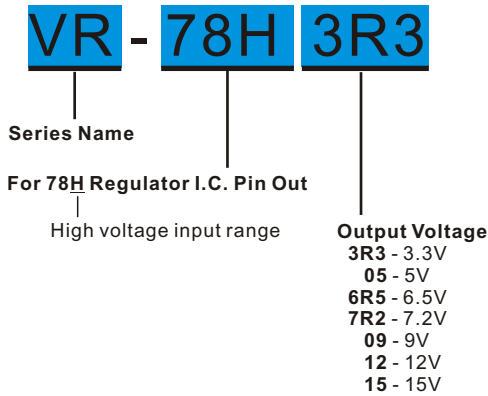 VR - 78H 3R3
Series Name
For 78H Regulator I.C. Pin Out
High voltage input range
Output Voltage
3R3 - 3.3V
05 - 5V
6R5 - 6.5V
7R2 - 7.2V
09 - 9V
12 - 12V
15 - 15V